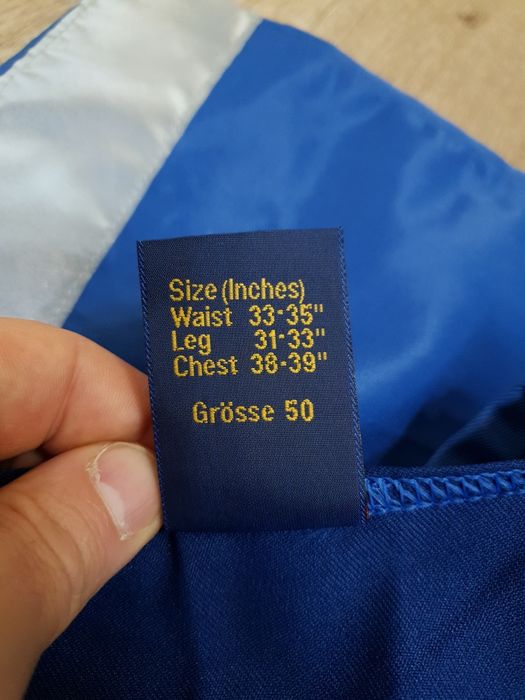 Size (Inches)
Waist 33-35"
Leg 31-33"
Chest 38-39"
Grösse 50